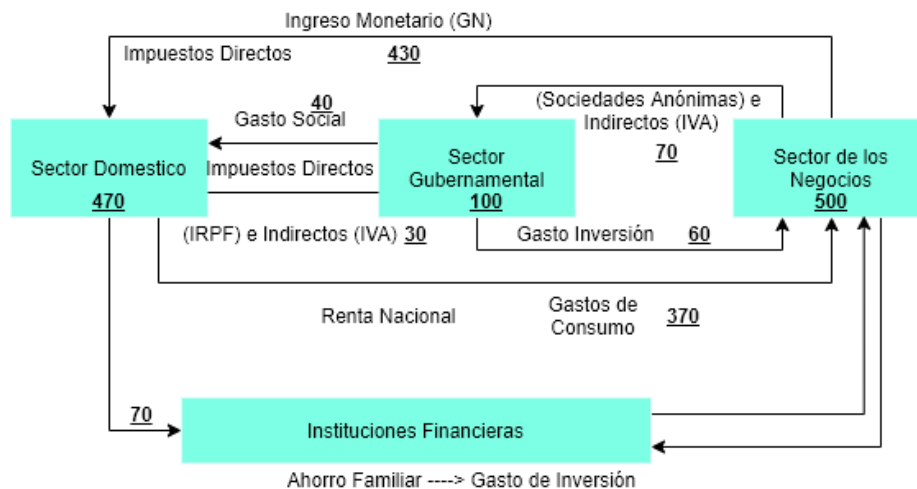 Ingreso Monetario (GN)
Impuestos Directos 430
40
Gasto Social
(Sociedades Anónimas) e
Indirectos (IVA)
70
Sector Domestico
470
Impuestos Directos
Sector
Gubernamental
100
Sector de los
Negocios
500
(IRPF) e Indirectos (IVA) 30
Gasto Inversión 60
Renta Nacional
Gastos de
Consumo 370
70
Instituciones Financieras
Ahorro Familiar ----> Gasto de Inversión